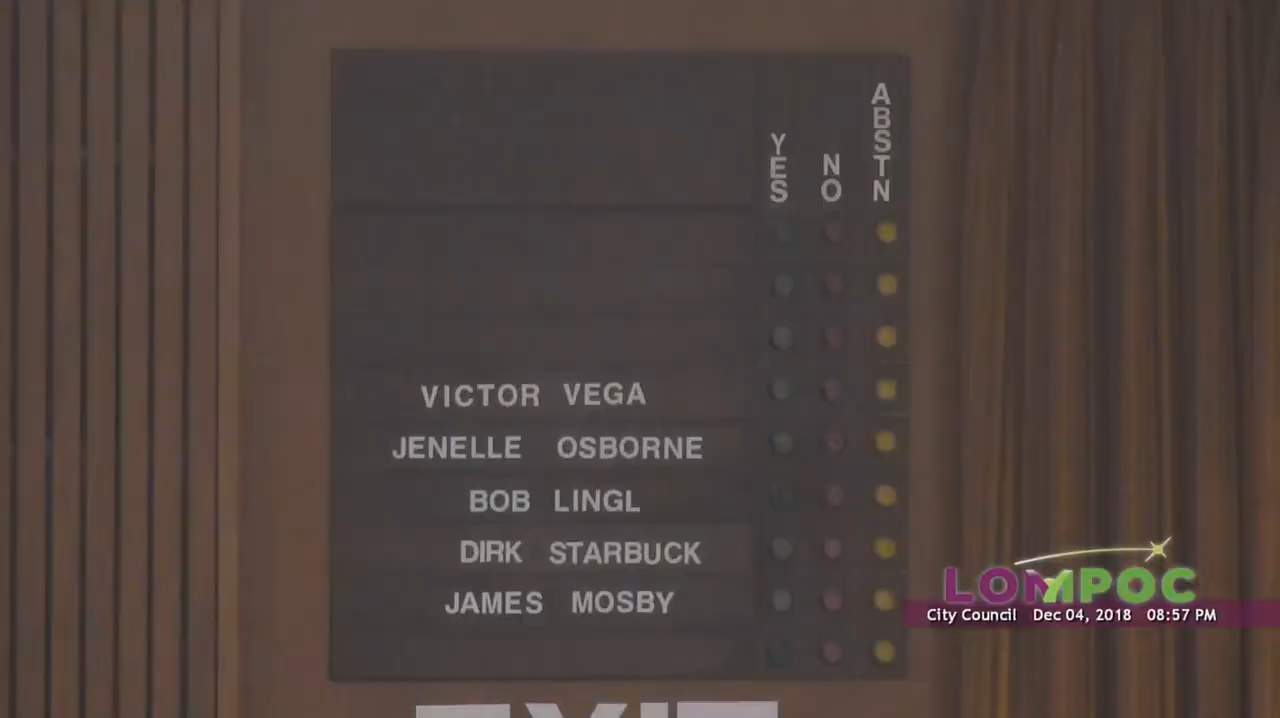 YES NO ABSTN
VICTOR VEGA
JENELLE OSBORNE
BOB LINGL
DIRK STARBUCK
JAMES MOSBY
LOMPOC
City Council Dec 04, 2018 08:57 PM
EXIT